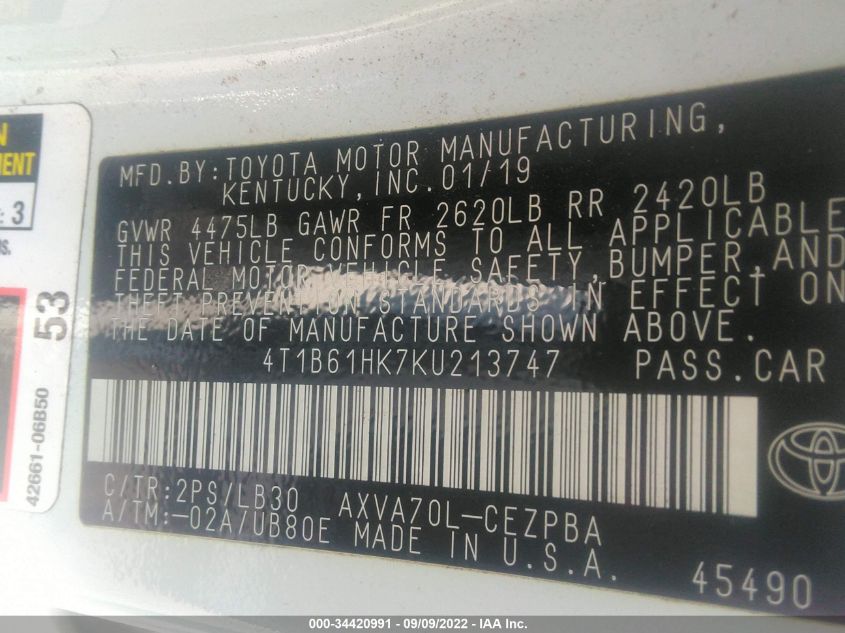 MFD.BY:TOYOTA MOTOR MANUFACTURING,
KENTUCKY,INC.01/19
GVWR 4475LB GAWR FR 2620LB RR 2420LB
THIS VEHICLE CONFORMS TO ALL APPLICABLE
FEDERAL MOTOR VEHICLE SAFETY,BUMPER,AND
THEFT PREVENTION STANDARDS IN EFFECT ON
THE DATE OF MANUFACTURE SHOWN ABOVE.
4T1B61HK7KU213747 PASS.CAR
C/TR:2PS/LB30 AXVA70L-CEZPBA
A/TM:-02A/UB80E MADE IN U.S.A.
45490
N
MENT
: 3
53
42661-06B50
000-34420991 - 09/09/2022 - IAA Inc.